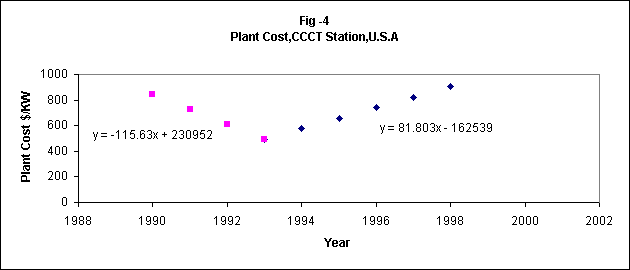 Fig -4
Plant Cost,CCCT Station,U.S.A
Plant Cost $/KW
1000
800
600
400
200
0
y = -115.63x + 230952
y = 81.803x - 162539
1988
1990
1992
1994
1996
1998
2000
2002
Year